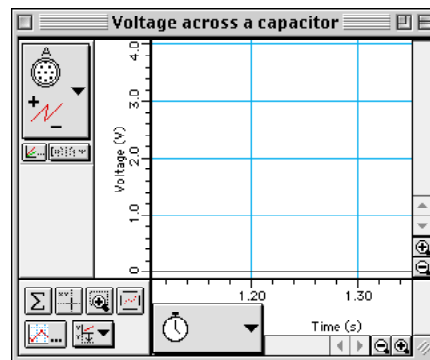 Voltage across a capacitor
A
4.0
3.0
Voltage (V)
2.0
1.0
0
Σ
1.20 1.30
Time (s)